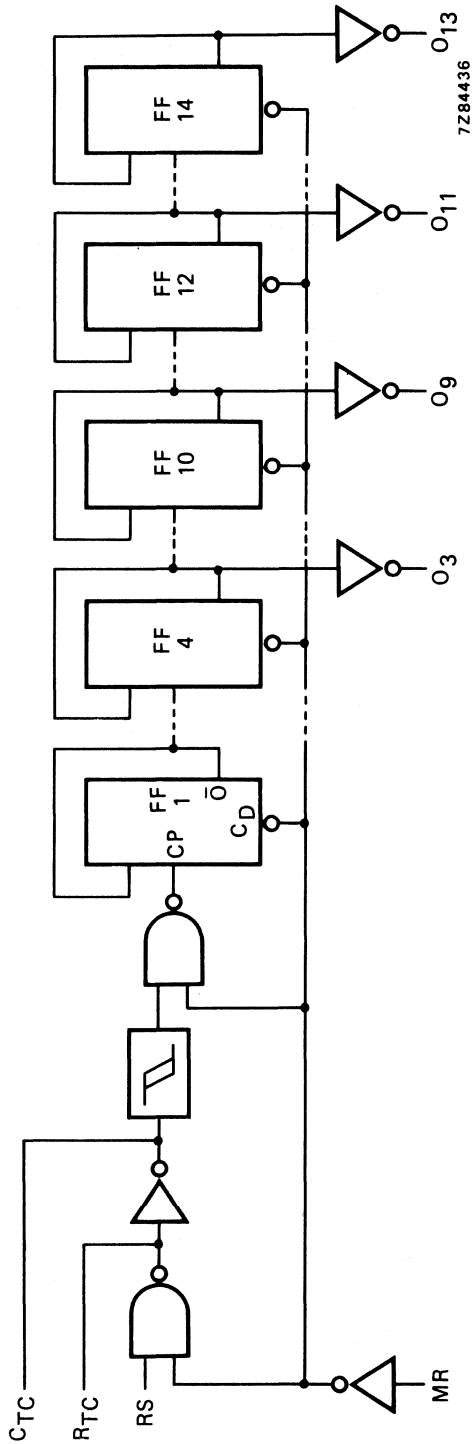 C_TC
R_TC
RS
MR
CP
FF
1
O̅
C_D
FF
4
FF
10
FF
12
FF
14
O_3
O_9
O_11
O_13
7Z84436